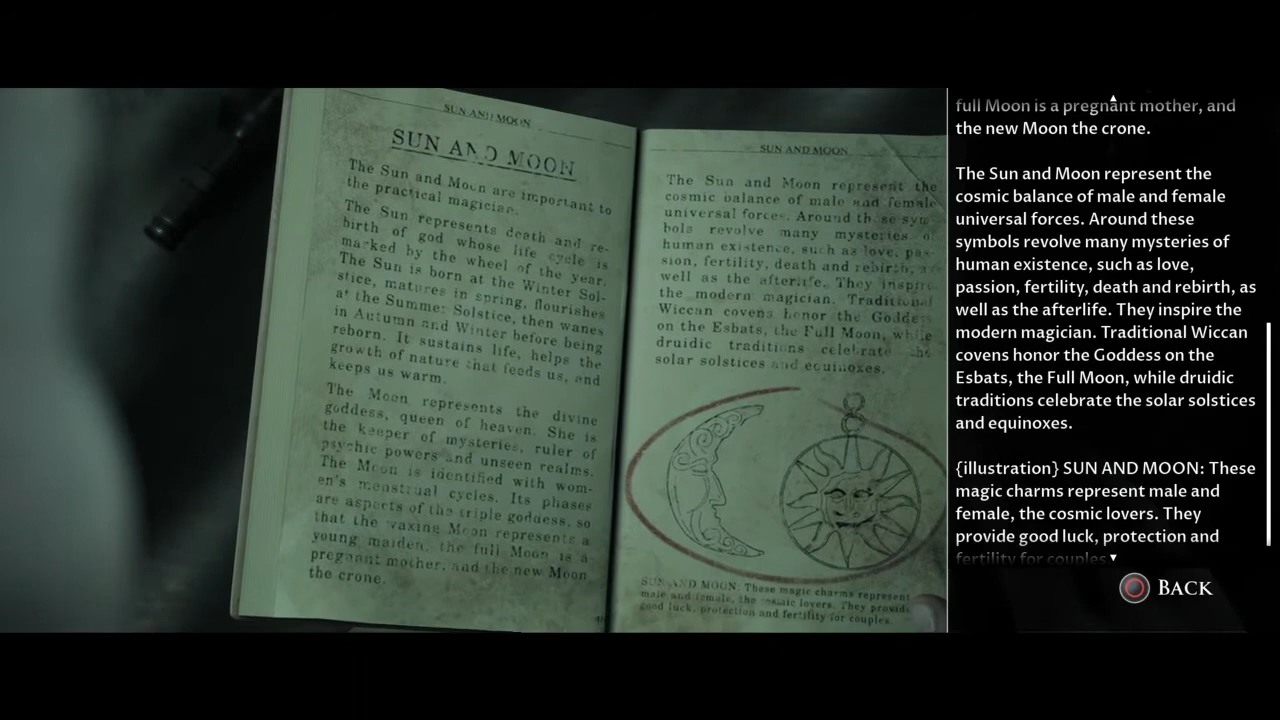 SUN AND MOON
SUN AND MOON
The Sun and Moon are important to
the practical magician.
The Sun represents death and re-
birth of god whose life cycle is
marked by the wheel of the year.
The Sun is born at the Winter Sol-
stice, matures in spring, flourishes
at the Summer Solstice, then wanes
in Autumn and Winter before being
reborn. It sustains life, helps the
growth of nature that feeds us, and
keeps us warm.
The Moon represents the divine
goddess, queen of heaven. She is
the keeper of mysteries, ruler of
psychic powers and unseen realms.
The Moon is identified with wom-
en's menstrual cycles. Its phases
are aspects of the triple goddess, so
that the waxing Moon represents a
young maiden, the full Moon is a
pregnant mother, and the new Moon
the crone.
SUN AND MOON
The Sun and Moon represent the
cosmic balance of male and female
universal forces. Around these sym-
bols revolve many mysteries of
human existence, such as love, pas-
sion, fertility, death and rebirth, as
well as the afterlife. They inspire
the modern magician. Traditional
Wiccan covens honor the Goddess
on the Esbats, the Full Moon, while
druidic traditions celebrate the
solar solstices and equinoxes.
SUN AND MOON: These magic charms represent
male and female, the cosmic lovers. They provide
good luck, protection and fertility for couples.
full Moon is a pregnant mother, and
the new Moon the crone.
The Sun and Moon represent the
cosmic balance of male and female
universal forces. Around these
symbols revolve many mysteries of
human existence, such as love,
passion, fertility, death and rebirth, as
well as the afterlife. They inspire the
modern magician. Traditional Wiccan
covens honor the Goddess on the
Esbats, the Full Moon, while druidic
traditions celebrate the solar solstices
and equinoxes.
{illustration} SUN AND MOON: These
magic charms represent male and
female, the cosmic lovers. They
provide good luck, protection and
fertility for couples
BACK